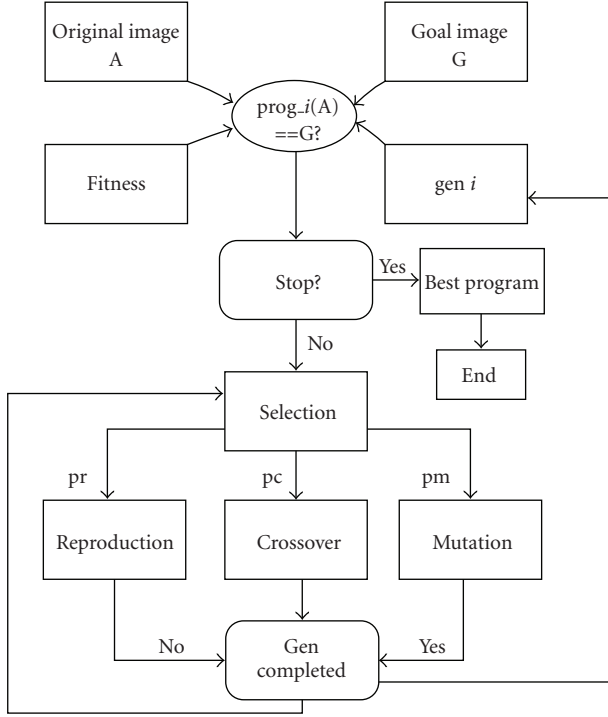 Original image
A
Goal image
G
prog_i(A)
==G?
Fitness
gen i
Stop?
Yes
Best program
No
End
Selection
pr
pc
pm
Reproduction
Crossover
Mutation
No
Gen
completed
Yes